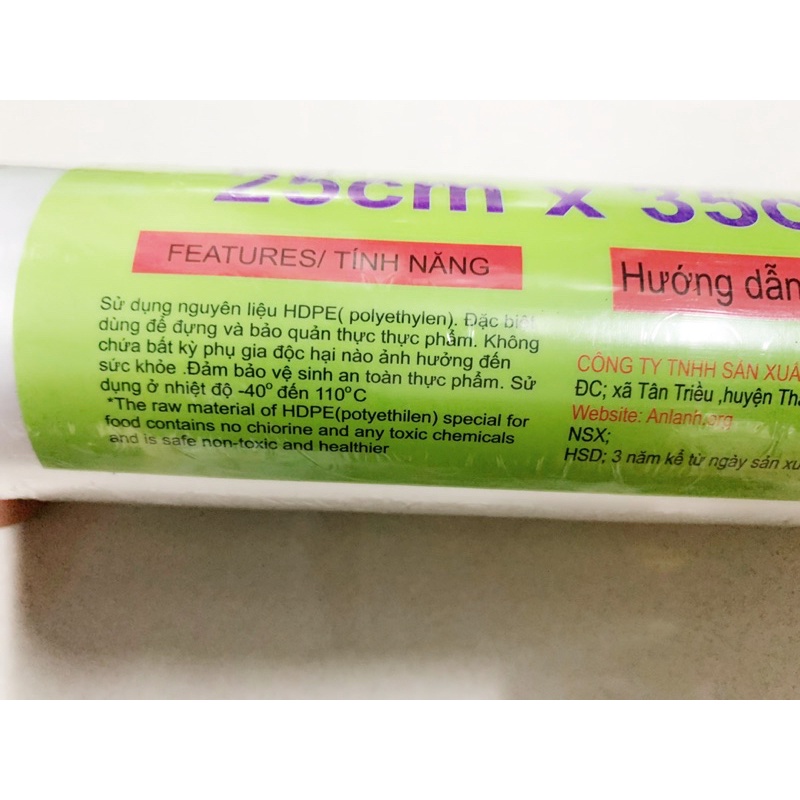 25cm x 35c
FEATURES/ TÍNH NĂNG
Sử dụng nguyên liệu HDPE( polyethylen). Đặc biệt
dùng để đựng và bảo quản thực thực phẩm. Không
chứa bất kỳ phụ gia độc hại nào ảnh hưởng đến
sức khỏe .Đảm bảo vệ sinh an toàn thực phẩm. Sử
dụng ở nhiệt độ -40° đến 110°C
*The raw material of HDPE(potyethilen) special for
food contains no chlorine and any toxic chemicals
and is safe non-toxic and healthier
Hướng dẫn
CÔNG TY TNHH SẢN XUẤ
ĐC; xã Tân Triều ,huyện Tha
Website: Anlanh.org
NSX;
HSD; 3 năm kể từ ngày sản xu